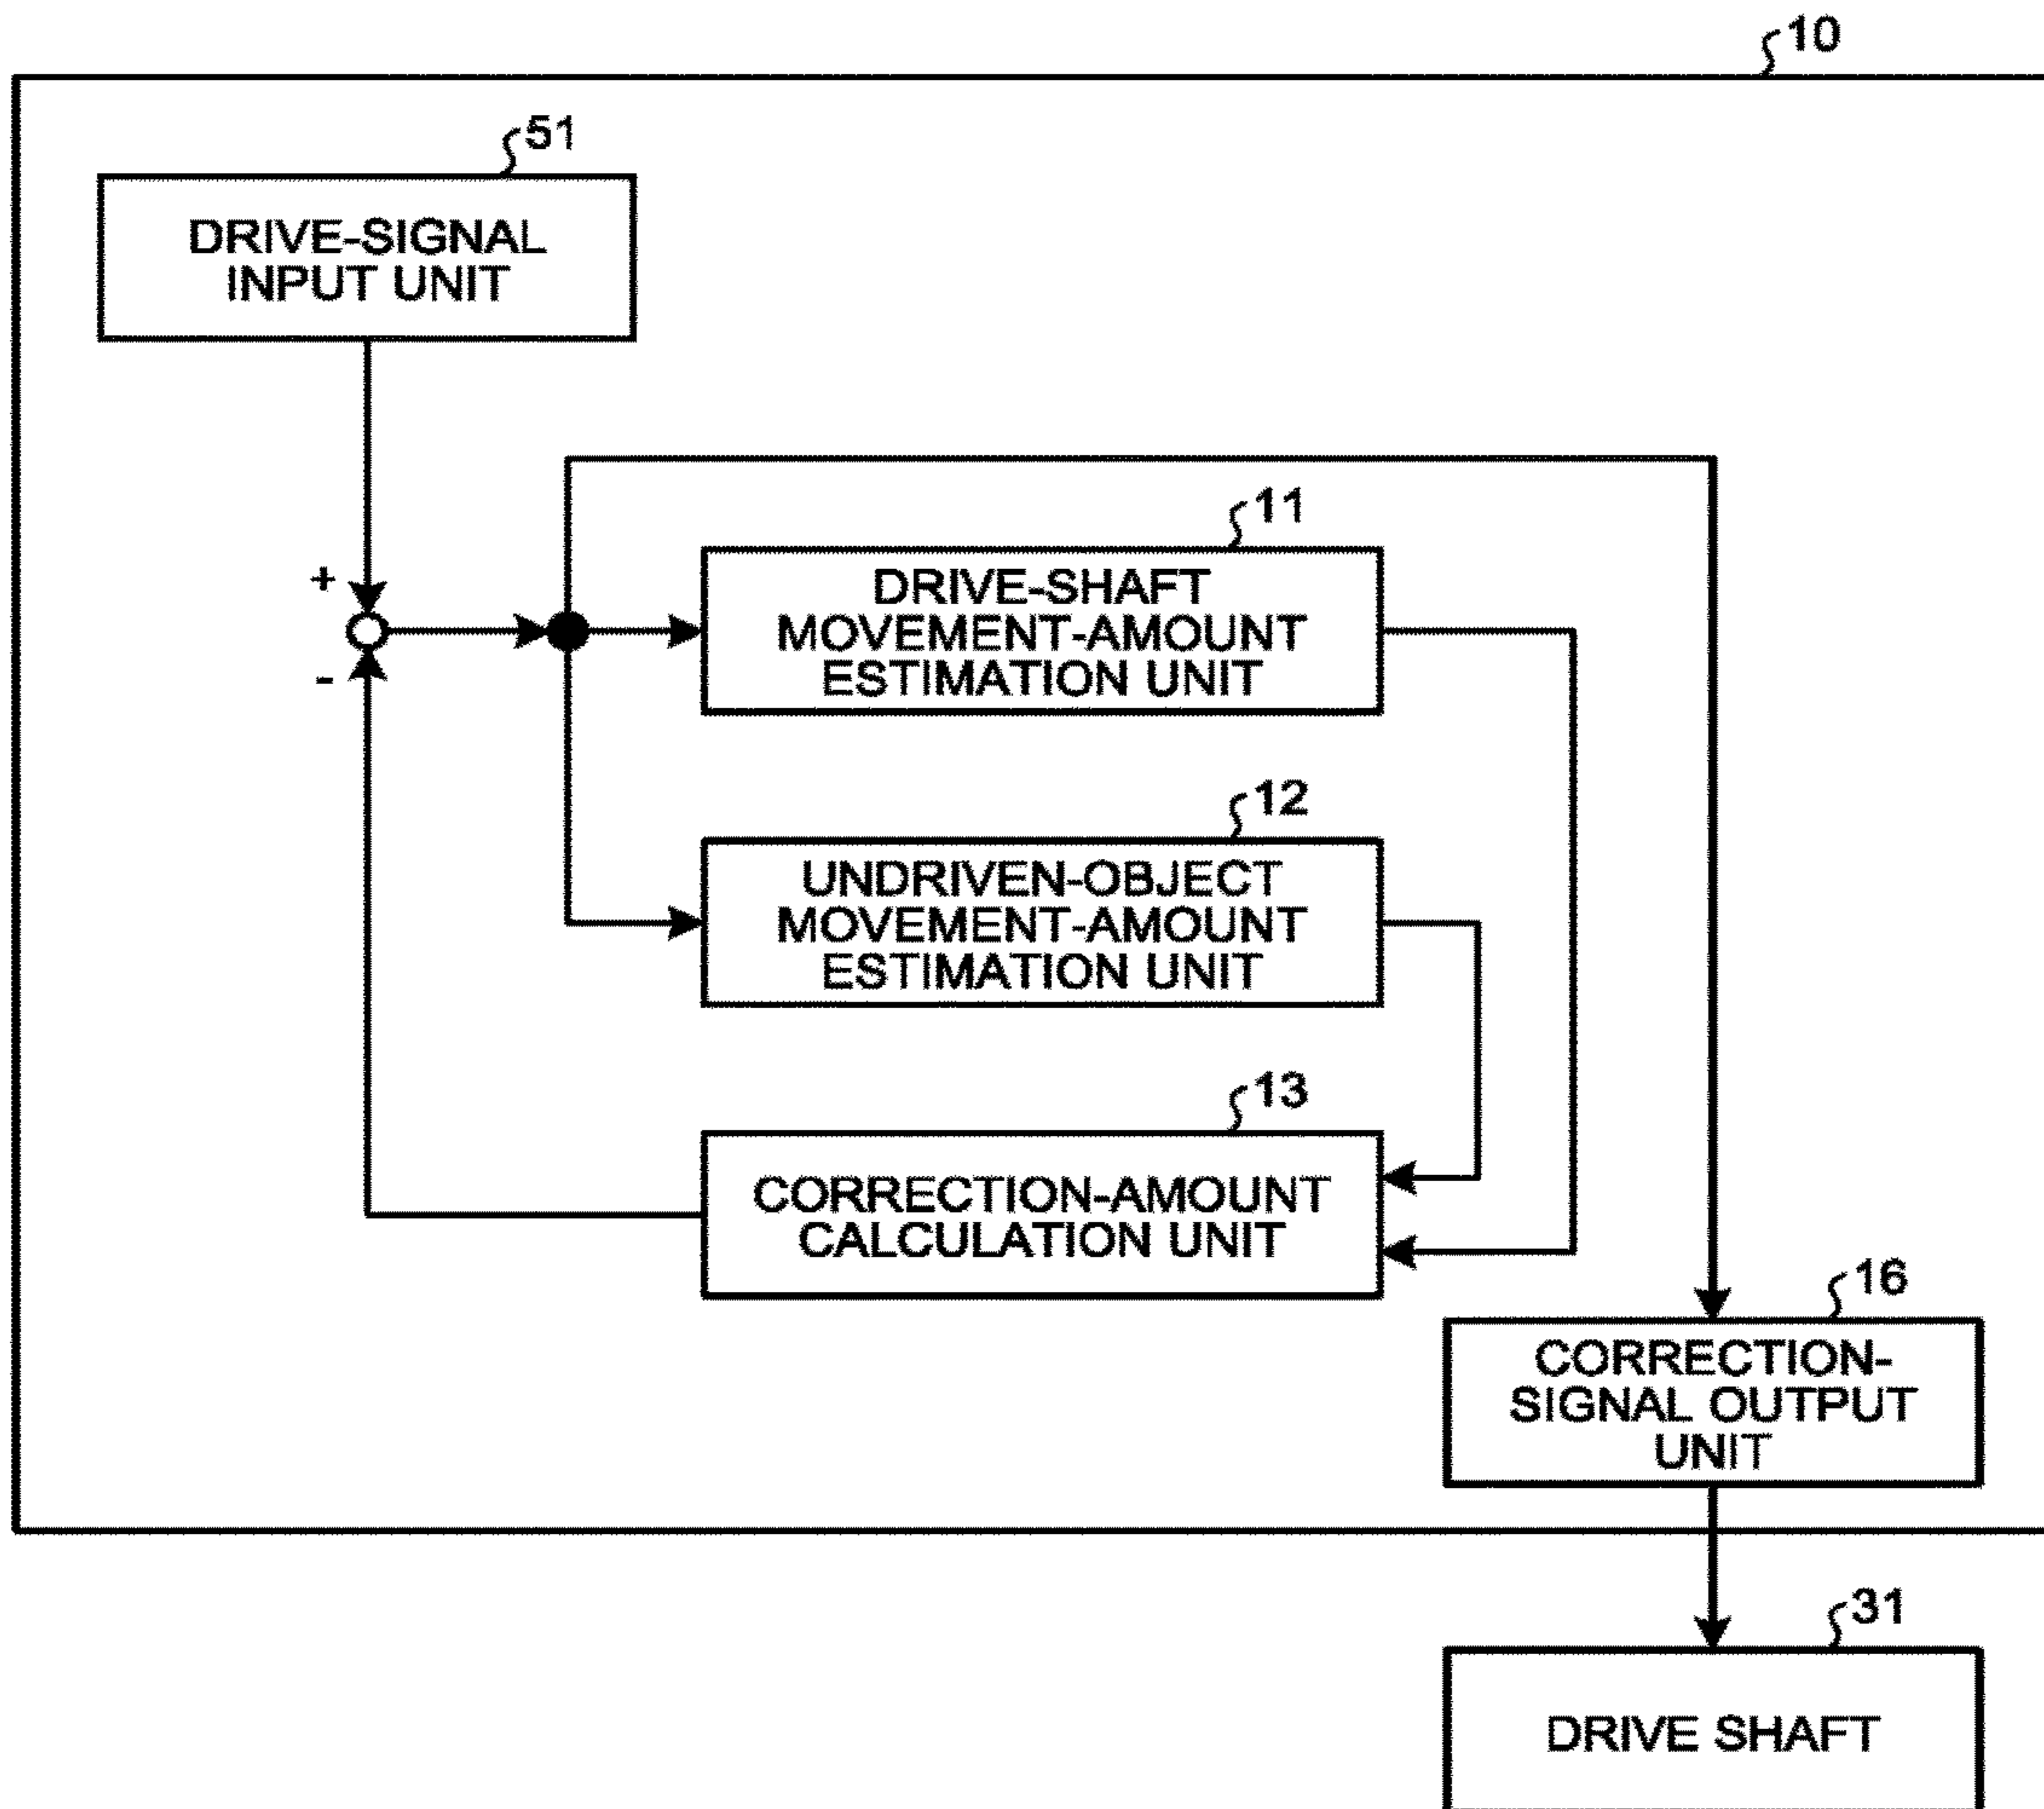 10
51
DRIVE-SIGNAL
INPUT UNIT
11
+
DRIVE-SHAFT
MOVEMENT-AMOUNT
ESTIMATION UNIT
-
12
UNDRIVEN-OBJECT
MOVEMENT-AMOUNT
ESTIMATION UNIT
13
CORRECTION-AMOUNT
CALCULATION UNIT
16
CORRECTION-
SIGNAL OUTPUT
UNIT
31
DRIVE SHAFT